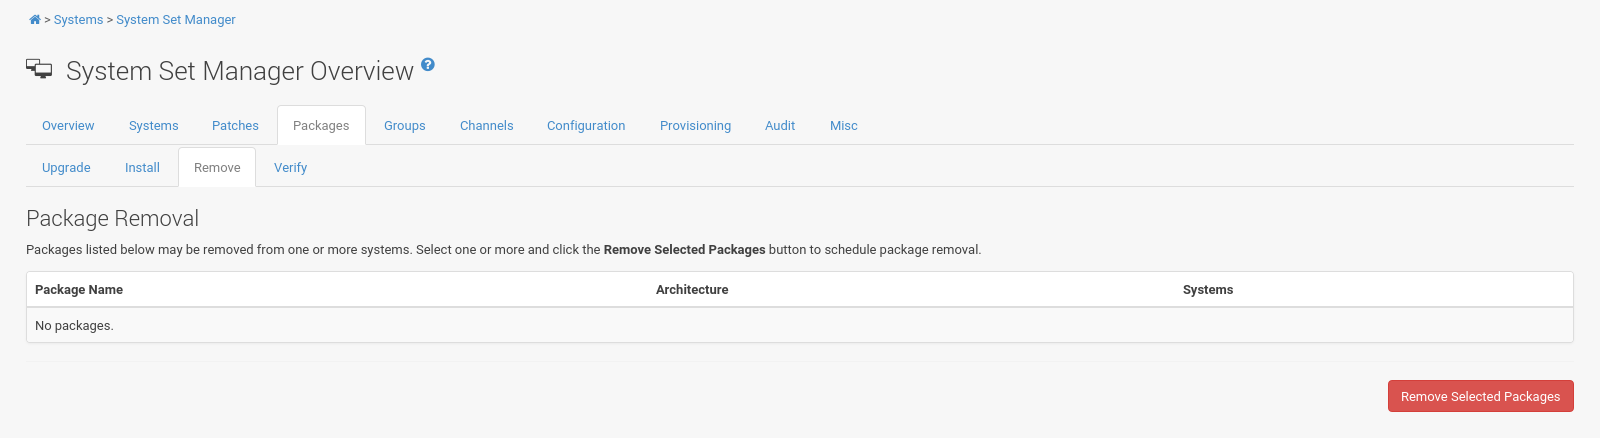 > Systems > System Set Manager
System Set Manager Overview ?
Overview Systems Patches Packages Groups Channels Configuration Provisioning Audit Misc
Upgrade Install Remove Verify
Package Removal
Packages listed below may be removed from one or more systems. Select one or more and click the Remove Selected Packages button to schedule package removal.
Package Name Architecture Systems
No packages.
Remove Selected Packages